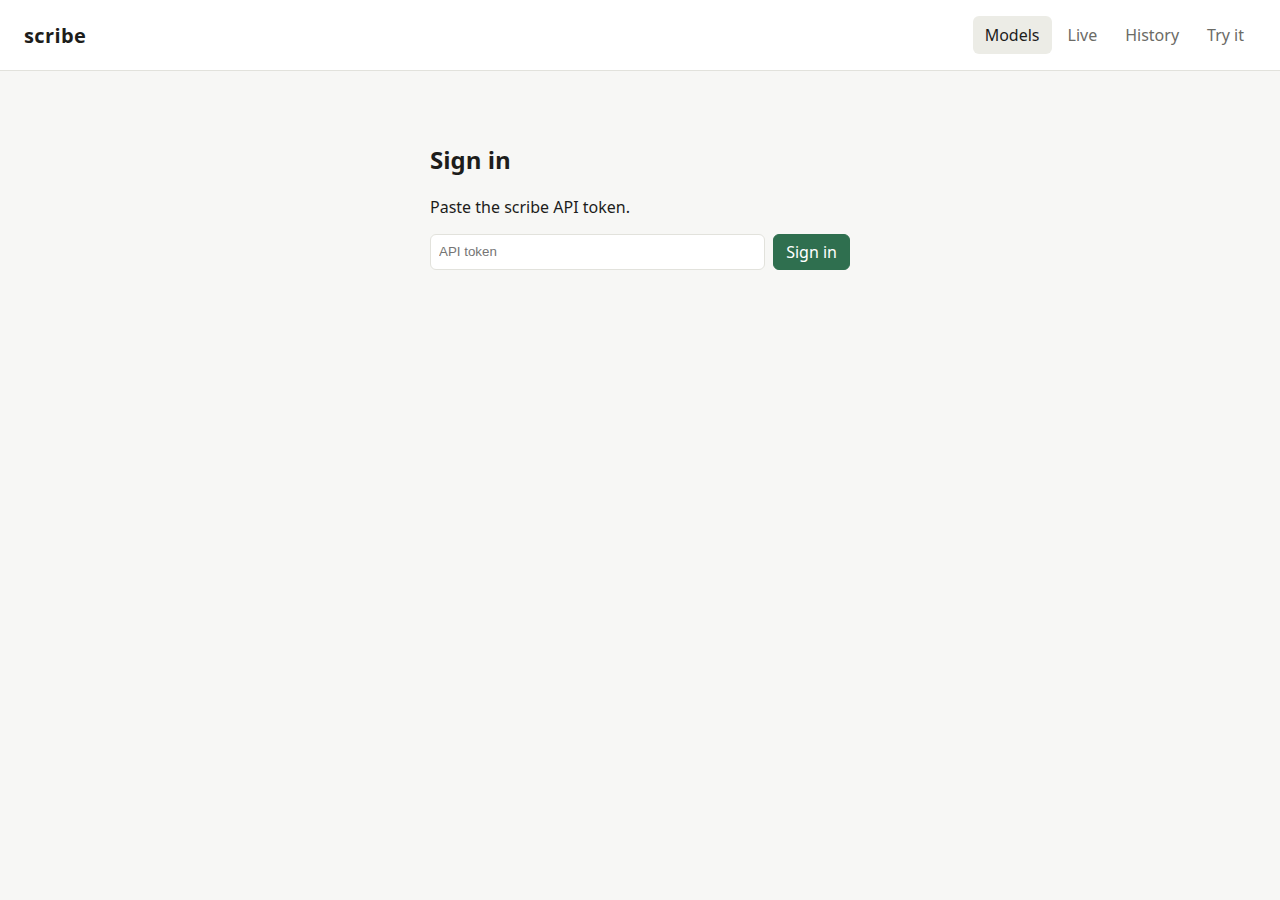 scribe
Models Live History Try it
Sign in
Paste the scribe API token.
API token
Sign in